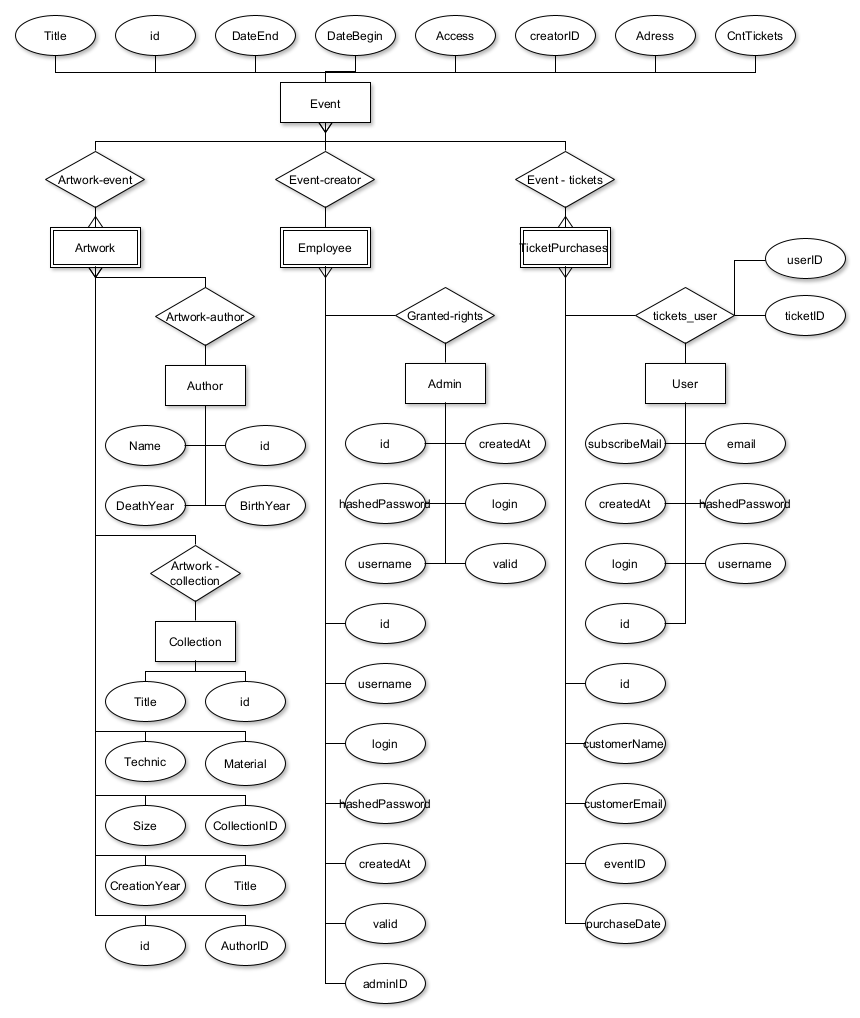 Title
id
DateEnd
DateBegin
Access
creatorID
Adress
CntTickets
Event
Artwork-event
Event-creator
Event - tickets
Artwork
Employee
TicketPurchases
userID
Artwork-author
Granted-rights
tickets_user
ticketID
Author
Admin
User
Name
id
id
createdAt
subscribeMail
email
DeathYear
BirthYear
hashedPassword
login
createdAt
hashedPassword
Artwork -
collection
username
valid
login
username
id
id
Collection
Title
id
username
id
Technic
Material
login
customerName
Size
CollectionID
hashedPassword
customerEmail
CreationYear
Title
createdAt
eventID
id
AuthorID
valid
purchaseDate
adminID